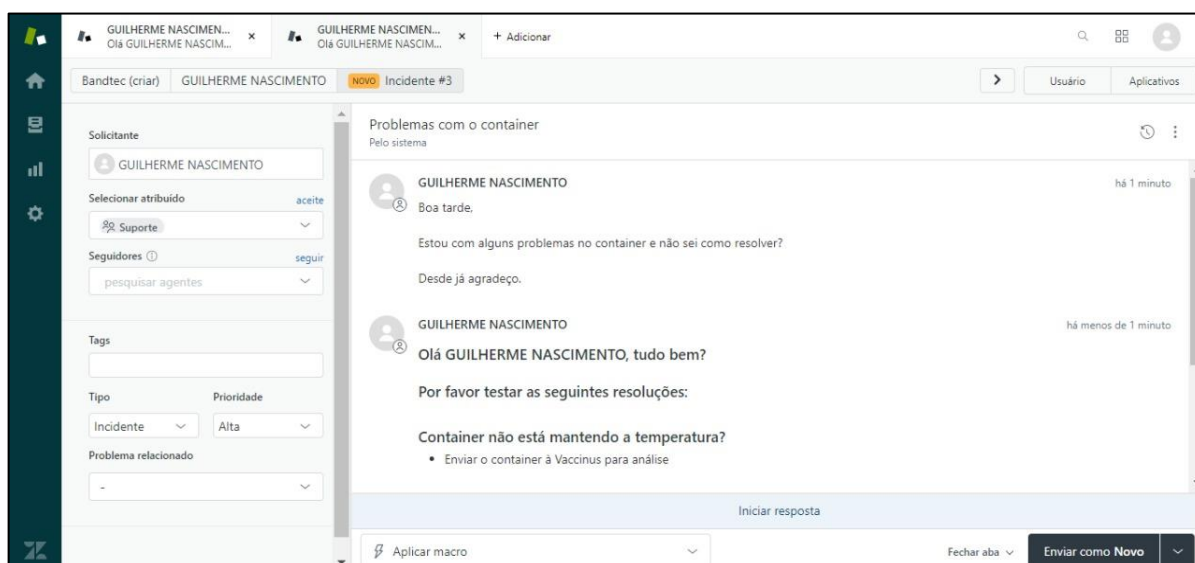 GUILHERME NASCIMEN...
Olá GUILHERME NASCIM...
GUILHERME NASCIMEN...
Olá GUILHERME NASCIM...
+ Adicionar
Bandtec (criar) GUILHERME NASCIMENTO NOVO Incidente #3
Usuário Aplicativos
Solicitante
GUILHERME NASCIMENTO
Selecionar atribuído aceite
Suporte
Seguidores seguir
pesquisar agentes
Tags
Tipo Prioridade
Incidente Alta
Problema relacionado
-
Problemas com o container
Pelo sistema
GUILHERME NASCIMENTO há 1 minuto
Boa tarde,
Estou com alguns problemas no container e não sei como resolver?
Desde já agradeço.
GUILHERME NASCIMENTO há menos de 1 minuto
Olá GUILHERME NASCIMENTO, tudo bem?
Por favor testar as seguintes resoluções:
Container não está mantendo a temperatura?
• Enviar o container à Vaccinus para análise
Iniciar resposta
Aplicar macro
Fechar aba Enviar como Novo